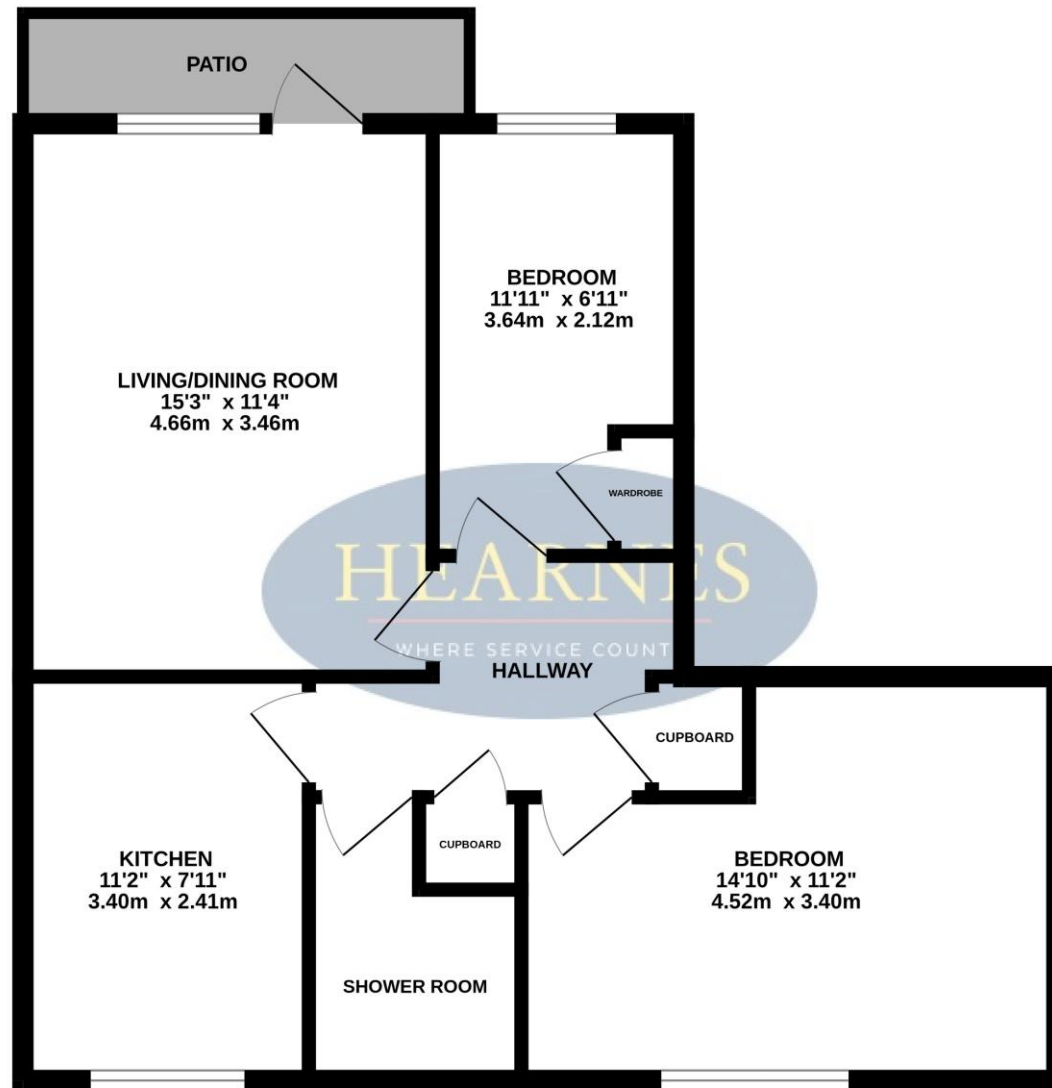 PATIO
BEDROOM
11'11" x 6'11"
3.64m x 2.12m
LIVING/DINING ROOM
15'3" x 11'4"
4.66m x 3.46m
WARDROBE
HEARNES
WHERE SERVICE COUNT
HALLWAY
CUPBOARD
CUPBOARD
KITCHEN
11'2" x 7'11"
3.40m x 2.41m
BEDROOM
14'10" x 11'2"
4.52m x 3.40m
SHOWER ROOM